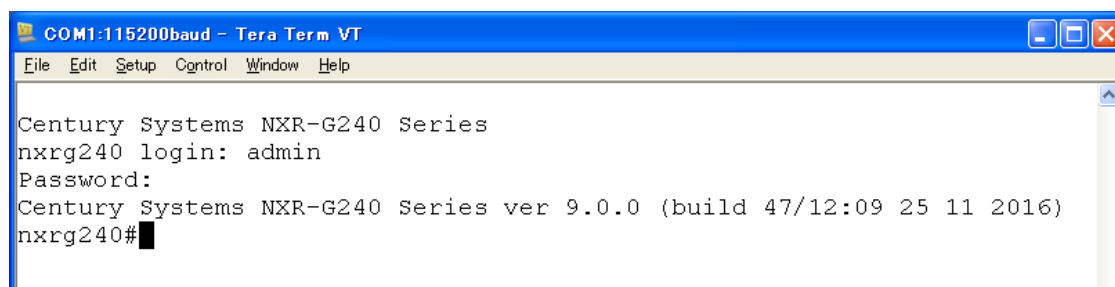 COM1:115200baud - Tera Term VT
File Edit Setup Control Window Help
Century Systems NXR-G240 Series
nxrg240 login: admin
Password:
Century Systems NXR-G240 Series ver 9.0.0 (build 47/12:09 25 11 2016)
nxrg240#